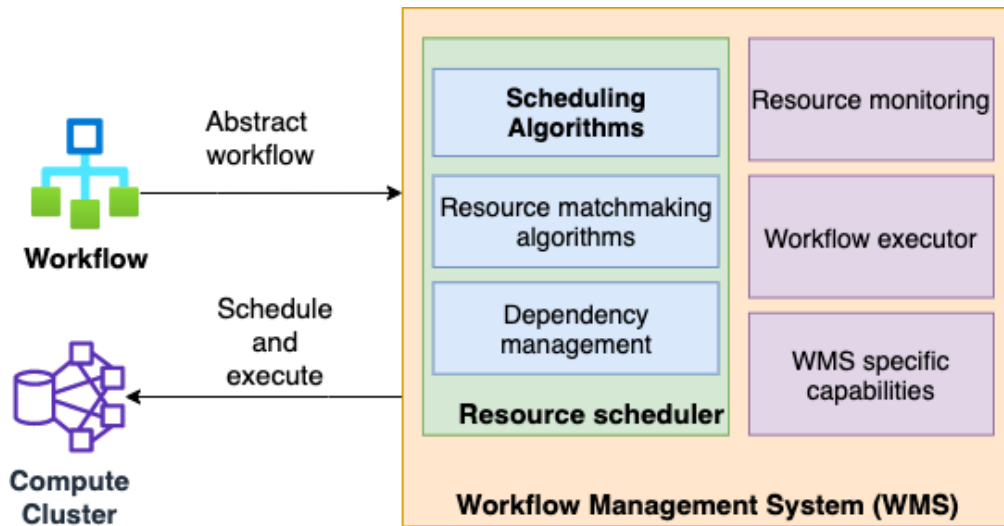 Abstract
workflow
Workflow
Schedule
and
execute
Compute
Cluster
Scheduling
Algorithms
Resource matchmaking
algorithms
Dependency
management
Resource scheduler
Resource monitoring
Workflow executor
WMS specific
capabilities
Workflow Management System (WMS)